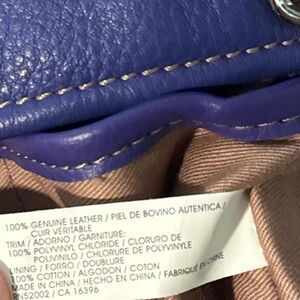 100% GENUINE LEATHER / PIEL DE BOVINO AUTENTICA /
CUIR VÉRITABLE
TRIM / ADORNO / GARNITURE:
100% POLYVINYL CHLORIDE / CLORURO DE
POLIVINILO / CHLORURE DE POLYVINYLE
LINING / FORRO / DOUBLURE
100% COTTON / ALGODON / COTON
MADE IN CHINA / HECHO EN CHINA / FABRIQUÉ EN CHINE
RN52002 / CA 16396